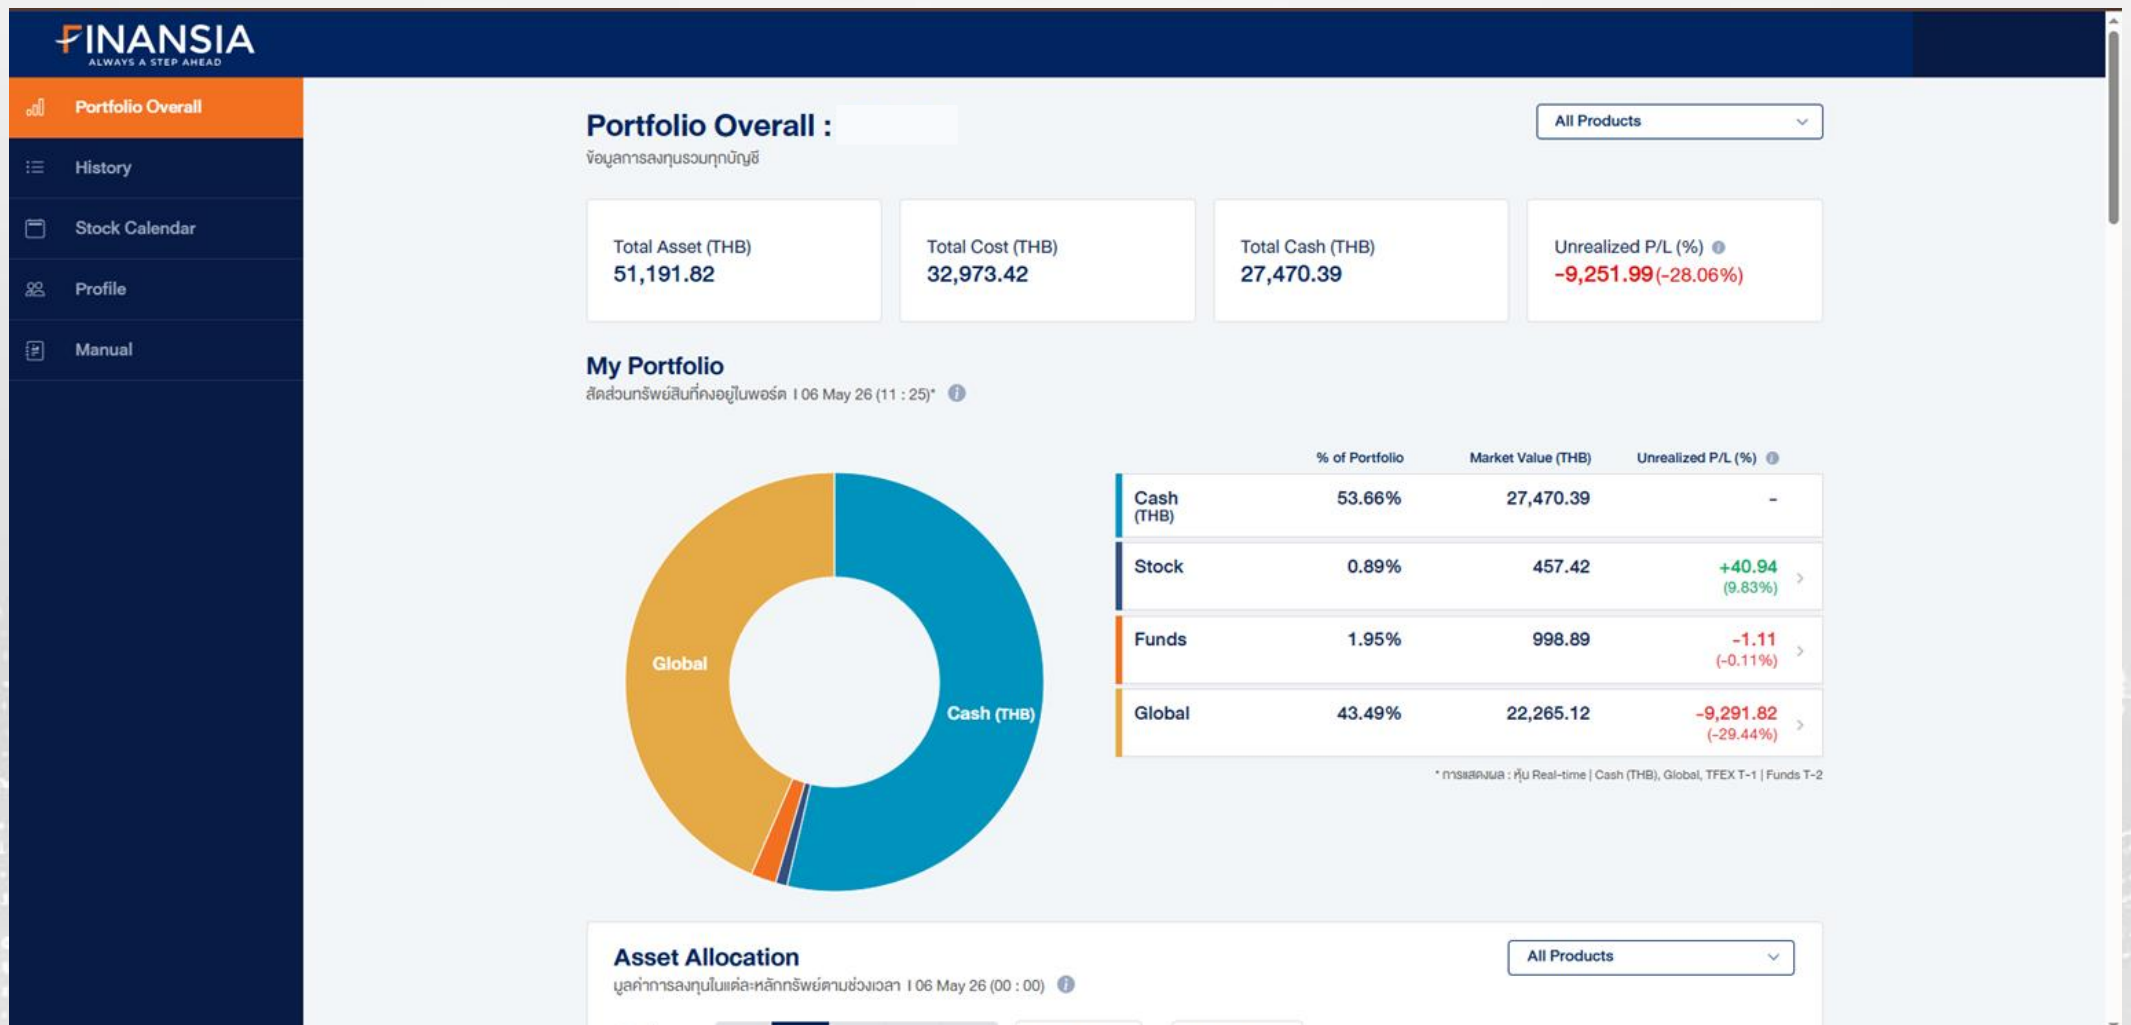 FINANSIA
ALWAYS A STEP AHEAD
Portfolio Overall
History
Stock Calendar
Profile
Manual
Portfolio Overall :
ข้อมูลการลงทุนรวมทุกบัญชี
All Products
Total Asset (THB)
51,191.82
Total Cost (THB)
32,973.42
Total Cash (THB)
27,470.39
Unrealized P/L (%)
-9,251.99 (-28.06%)
My Portfolio
สัดส่วนทรัพย์สินที่คงอยู่ในพอร์ต I 06 May 26 (11 : 25)*
Global
Cash (THB)
% of Portfolio Market Value (THB) Unrealized P/L (%)
Cash (THB) 53.66% 27,470.39 -
Stock 0.89% 457.42 +40.94 (9.83%)
Funds 1.95% 998.89 -1.11 (-0.11%)
Global 43.49% 22,265.12 -9,291.82 (-29.44%)
* การแสดงผล : หุ้น Real-time | Cash (THB), Global, TFEX T-1 | Funds T-2
Asset Allocation
มูลค่าการลงทุนในแต่ละหลักทรัพย์ตามช่วงเวลา I 06 May 26 (00 : 00)
All Products